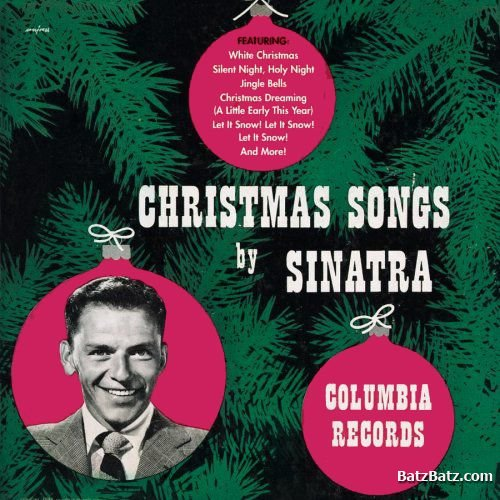 FEATURING:
White Christmas
Silent Night, Holy Night
Jingle Bells
Christmas Dreaming
(A Little Early This Year)
Let It Snow! Let It Snow!
Let It Snow!
And More!
CHRISTMAS SONGS
by SINATRA
COLUMBIA
RECORDS
BatzBatz.com